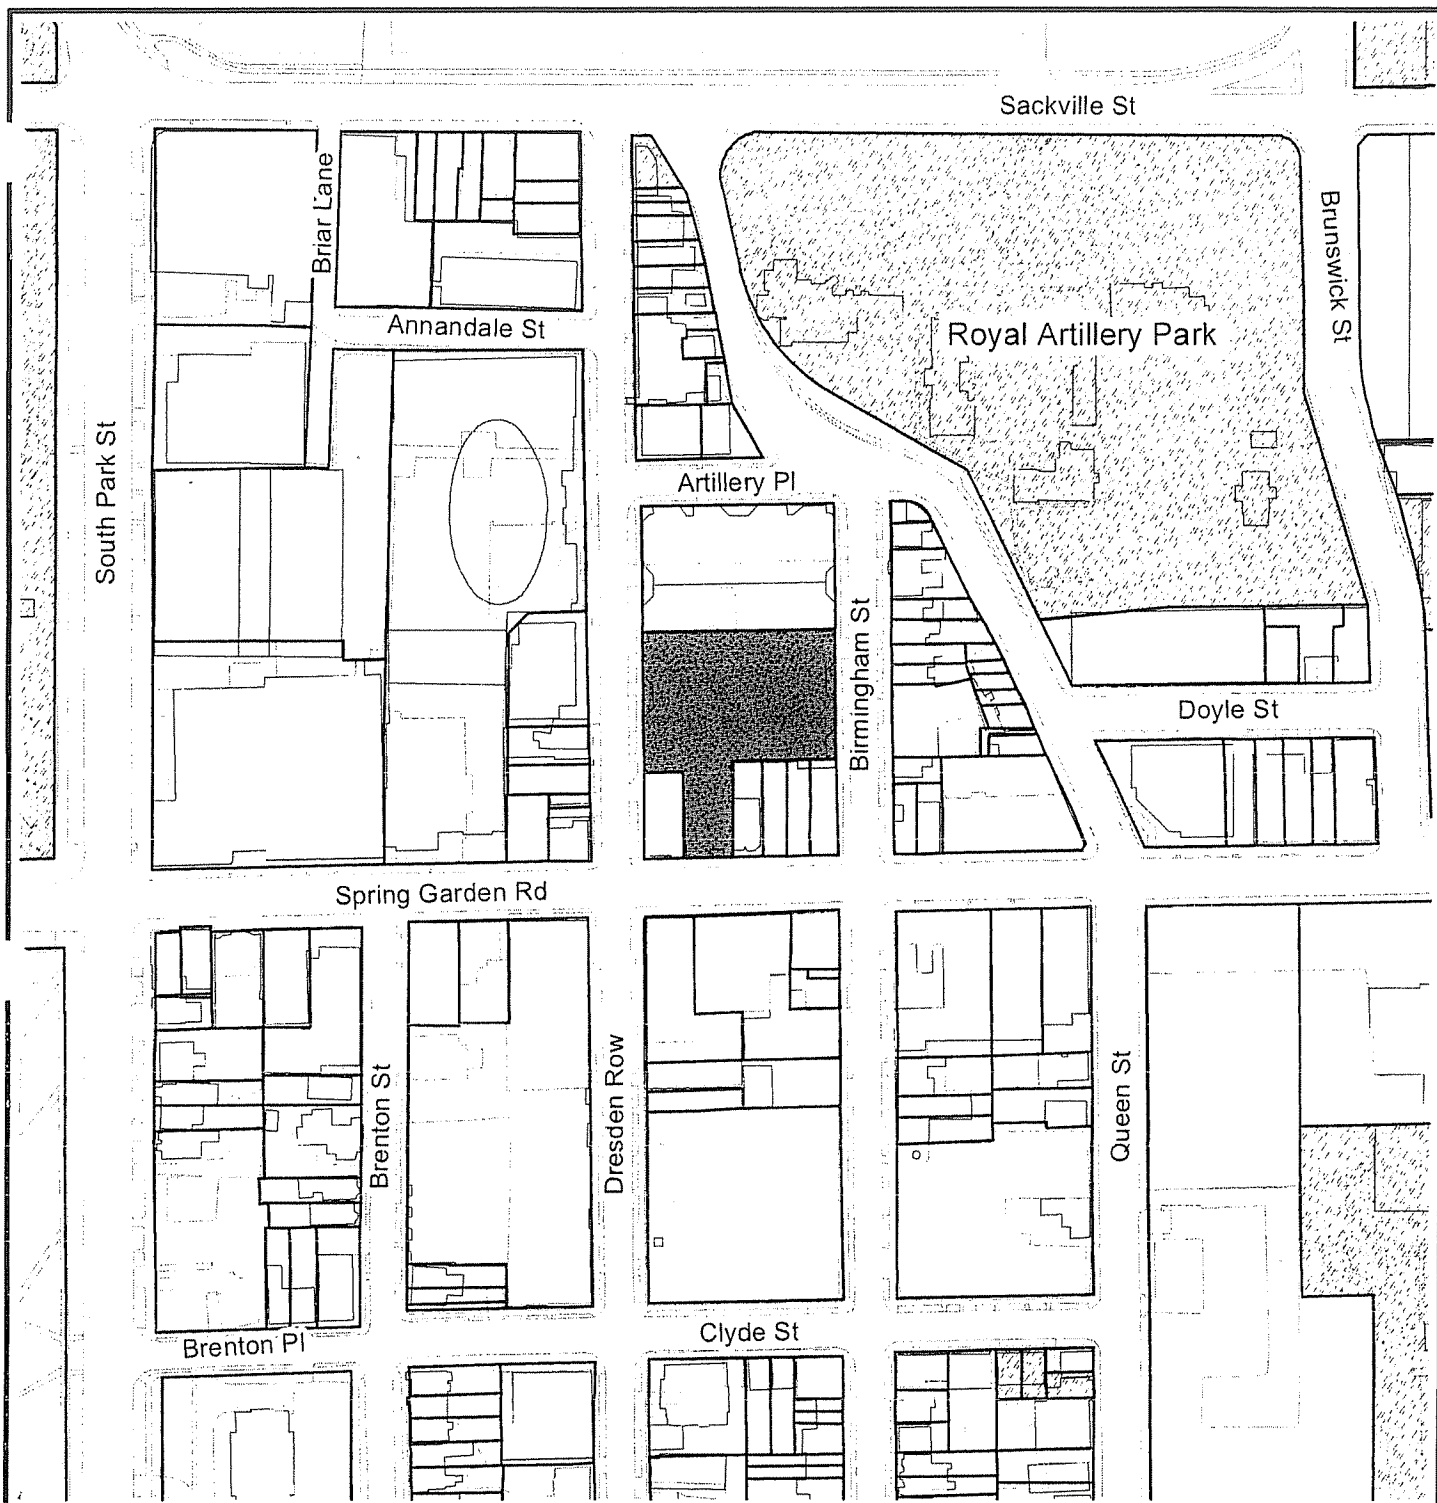 Sackville St
Briar Lane
Brunswick St
Annandale St
Royal Artillery Park
South Park St
Artillery Pl
Birmingham St
Doyle St
Spring Garden Rd
Brenton St
Dresden Row
Queen St
Clyde St
Brenton Pl